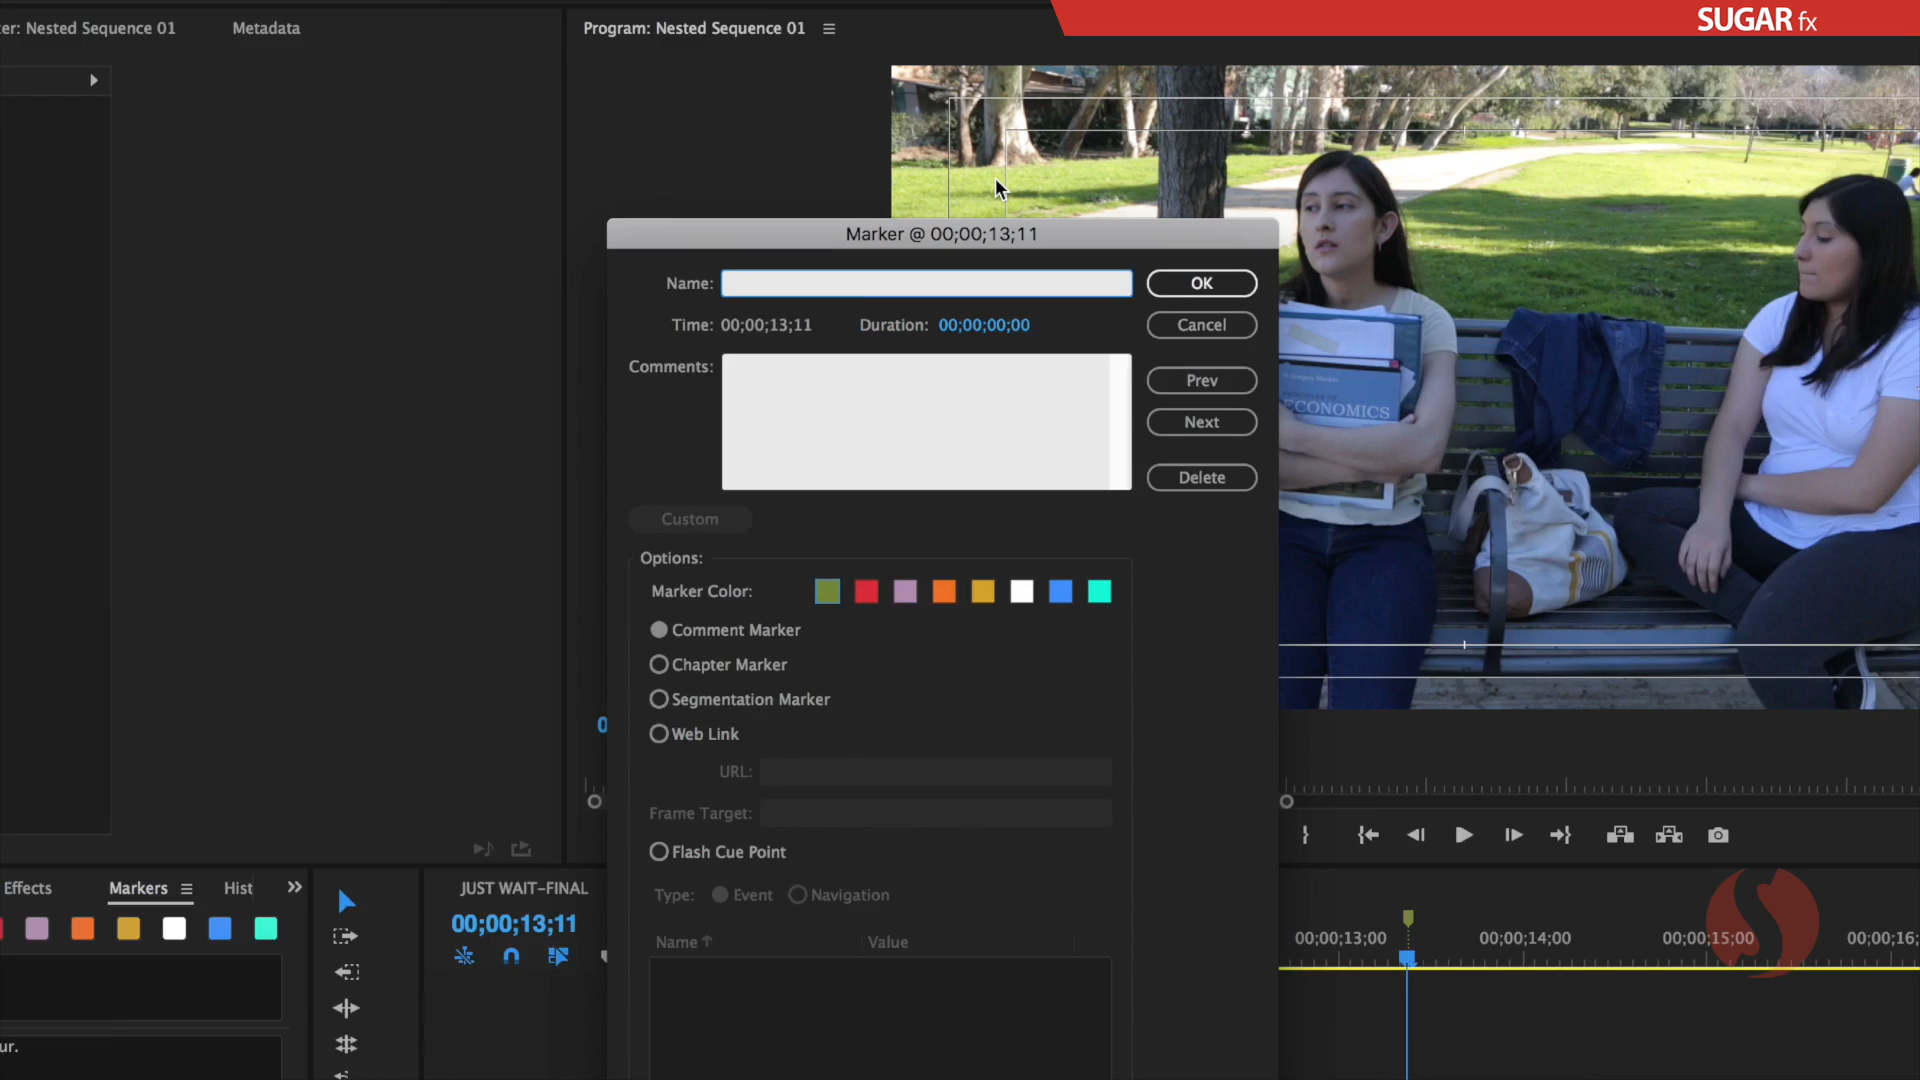 SUGAR fx
er: Nested Sequence 01
Metadata
Program: Nested Sequence 01
Marker @ 00;00;13;11
Name:
OK
Time: 00;00;13;11
Duration: 00;00;00;00
Cancel
Comments:
Prev
Next
Delete
ECONOMICS
Custom
Options:
Marker Color:
Comment Marker
Chapter Marker
Segmentation Marker
Web Link
URL:
Frame Target:
Flash Cue Point
Type: Event Navigation
Name Value
Effects
Markers
Hist
JUST WAIT-FINAL
00;00;13;11
ur.
00;00;13;00
00;00;14;00
00;00;15;00
00;00;16;